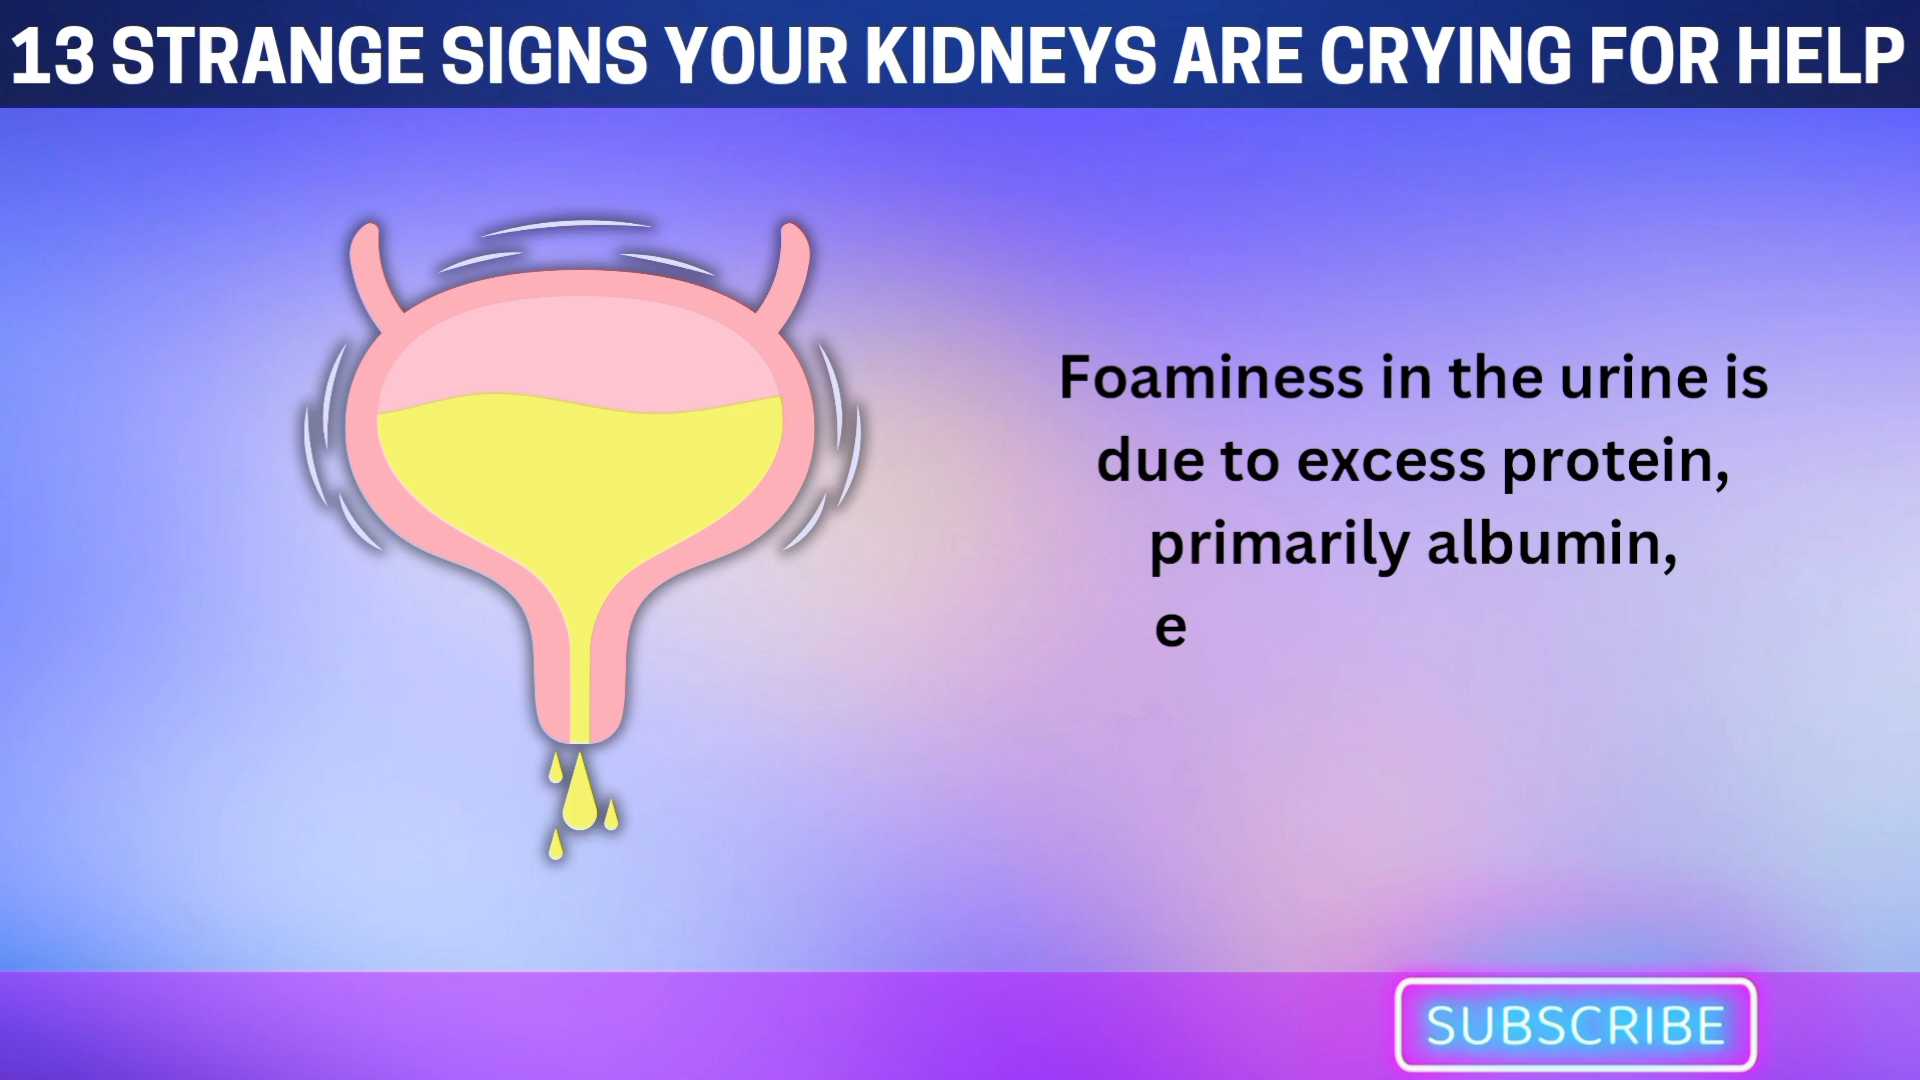 13 STRANGE SIGNS YOUR KIDNEYS ARE CRYING FOR HELP
Foaminess in the urine is
due to excess protein,
primarily albumin,
e
SUBSCRIBE